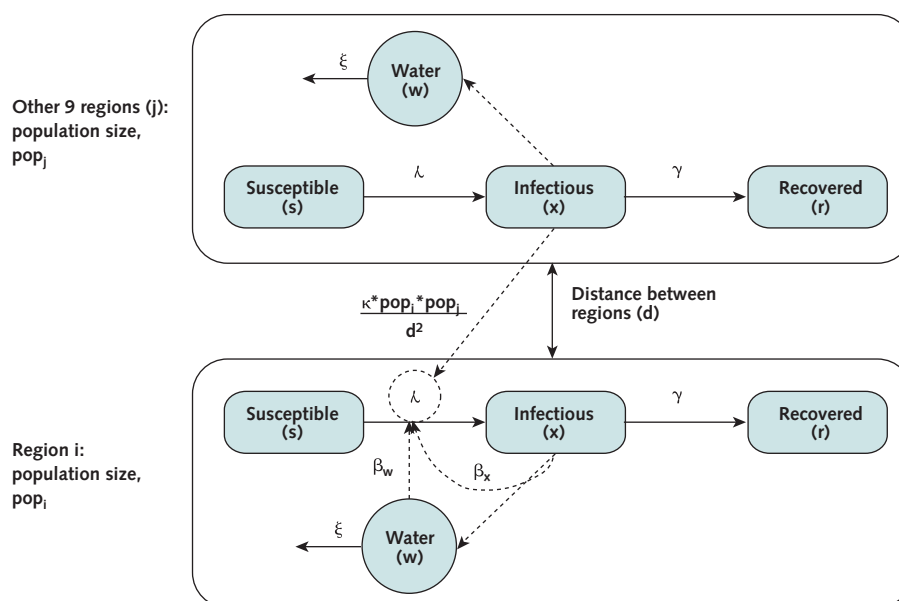 Water
(w)
ξ
Other 9 regions (j):
population size,
popj
Susceptible
(s)
λ
Infectious
(x)
γ
Recovered
(r)
κ*popi*popj
d²
Distance between
regions (d)
λ
Susceptible
(s)
Infectious
(x)
γ
Recovered
(r)
Region i:
population size,
popi
βw
βx
ξ
Water
(w)